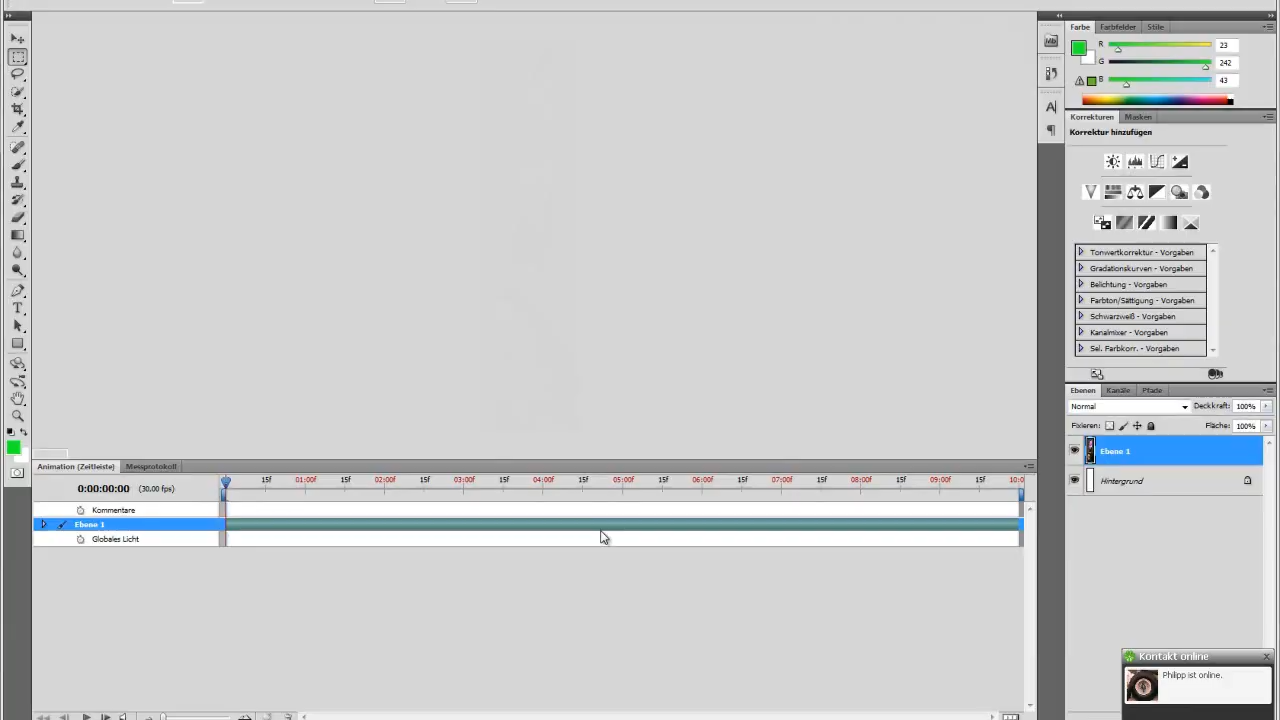 Farbe Farbfelder Stile
R 23
G 242
B 43
Korrekturen Masken
Korrektur hinzufügen
Tonwertkorrektur - Vorgaben
Gradationskurven - Vorgaben
Belichtung - Vorgaben
Farbton/Sättigung - Vorgaben
Schwarzweiß - Vorgaben
Kanalmixer - Vorgaben
Sel. Farbkorr. - Vorgaben
Ebenen Kanäle Pfade
Normal Deckkraft: 100%
Fixieren: Fläche: 100%
Ebene 1
Hintergrund
Animation (Zeitleiste) Messprotokoll
0:00:00:00 (30,00 fps)
15f 01:00f 15f 02:00f 15f 03:00f 15f 04:00f 15f 05:00f 15f 06:00f 15f 07:00f 15f 08:00f 15f 09:00f 15f 10:0
Kommentare
Ebene 1
Globales Licht
Kontakt online
Philipp ist online.